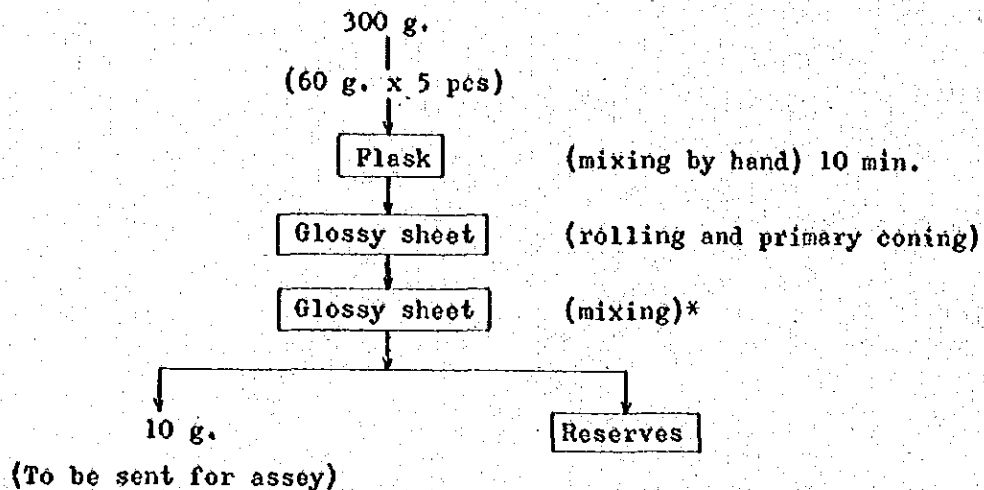 300 g.
(60 g. x 5 pcs)
Flask (mixing by hand) 10 min.
Glossy sheet (rolling and primary coning)
Glossy sheet (mixing)*
10 g. Reserves
(To be sent for assey)